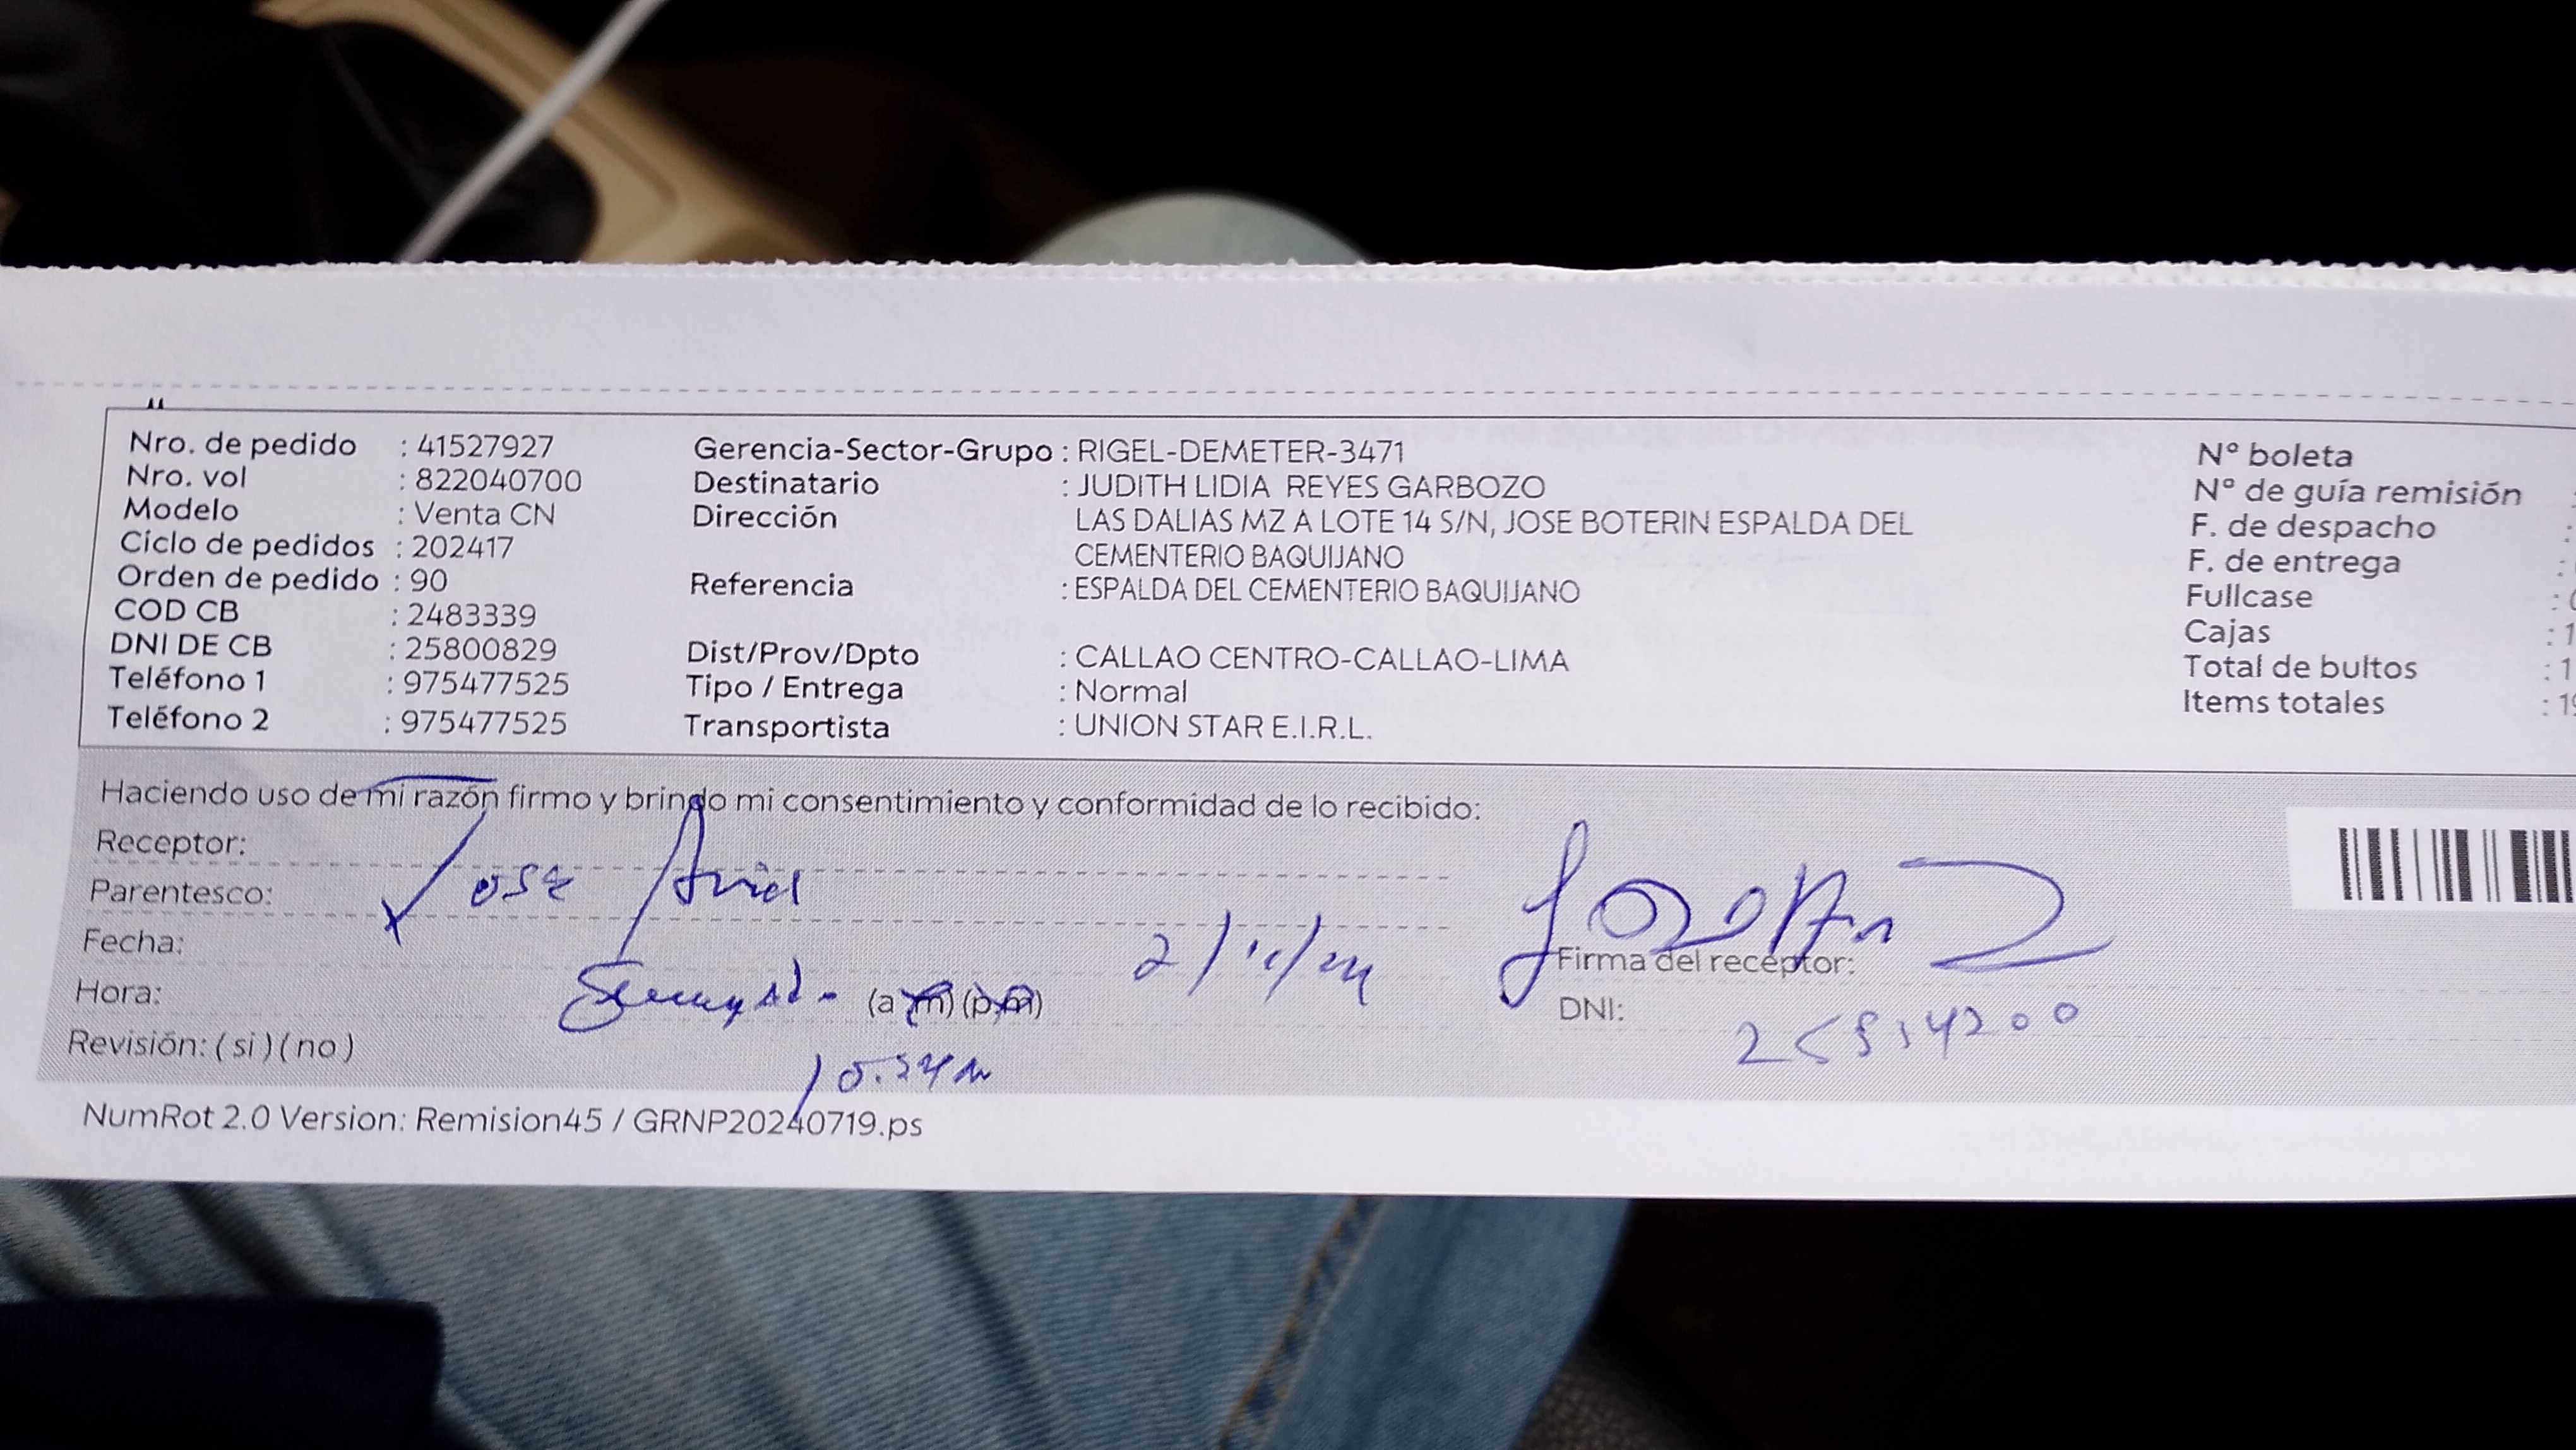 Nro. de pedido : 41527927
Nro. vol : 822040700
Modelo : Venta CN
Ciclo de pedidos : 202417
Orden de pedido : 90
COD CB : 2483339
DNI DE CB : 25800829
Teléfono 1 : 975477525
Teléfono 2 : 975477525
Gerencia-Sector-Grupo : RIGEL-DEMETER-3471
Destinatario : JUDITH LIDIA REYES GARBOZO
Dirección LAS DALIAS MZ A LOTE 14 S/N, JOSE BOTERIN ESPALDA DEL
CEMENTERIO BAQUIJANO
Referencia : ESPALDA DEL CEMENTERIO BAQUIJANO
Dist/Prov/Dpto : CALLAO CENTRO-CALLAO-LIMA
Tipo / Entrega : Normal
Transportista : UNION STAR E.I.R.L.
Nº boleta
Nº de guía remisión :
F. de despacho :
F. de entrega :
Fullcase :
Cajas : 1
Total de bultos : 1
Items totales : 19
Haciendo uso de mi razón firmo y brindo mi consentimiento y conformidad de lo recibido:
Receptor:
Jose
Parentesco:
Fecha:
Hora: (a m) (p m)
Revisión: ( si ) ( no )
Firma del receptor:
DNI:
NumRot 2.0 Version: Remision45 / GRNP20240719.ps